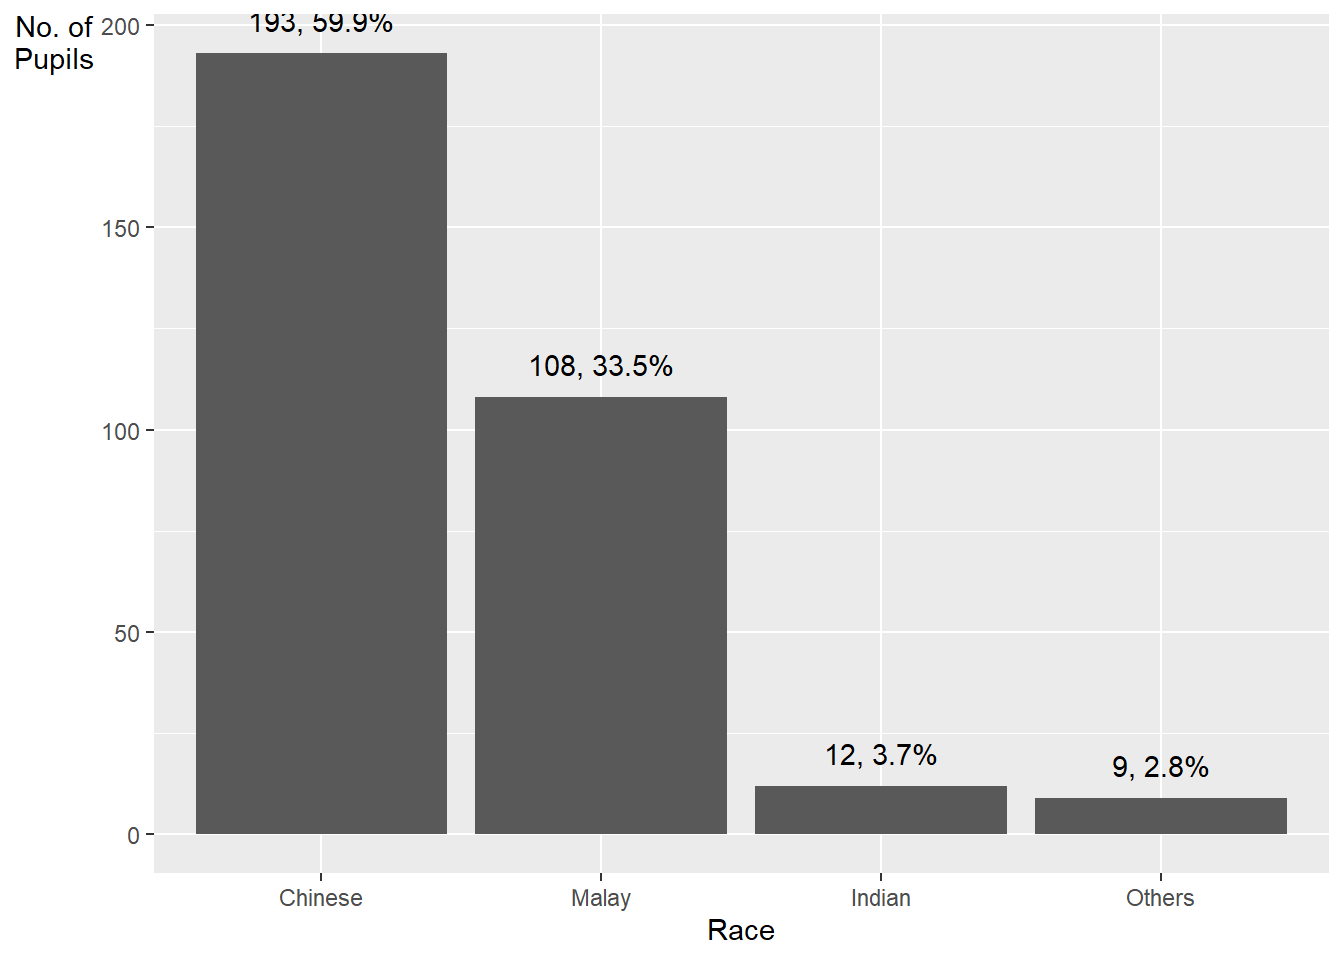 No. of
Pupils
200
150
100
50
0
193, 59.9%
108, 33.5%
12, 3.7%
9, 2.8%
Chinese
Malay
Indian
Others
Race